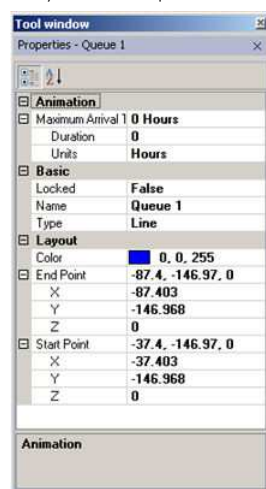 Tool window
Properties - Queue 1
Animation
Maximum Arrival T 0 Hours
Duration 0
Units Hours
Basic
Locked False
Name Queue 1
Type Line
Layout
Color 0, 0, 255
End Point -87.4, -146.97, 0
X -87.403
Y -146.968
Z 0
Start Point -37.4, -146.97, 0
X -37.403
Y -146.968
Z 0
Animation